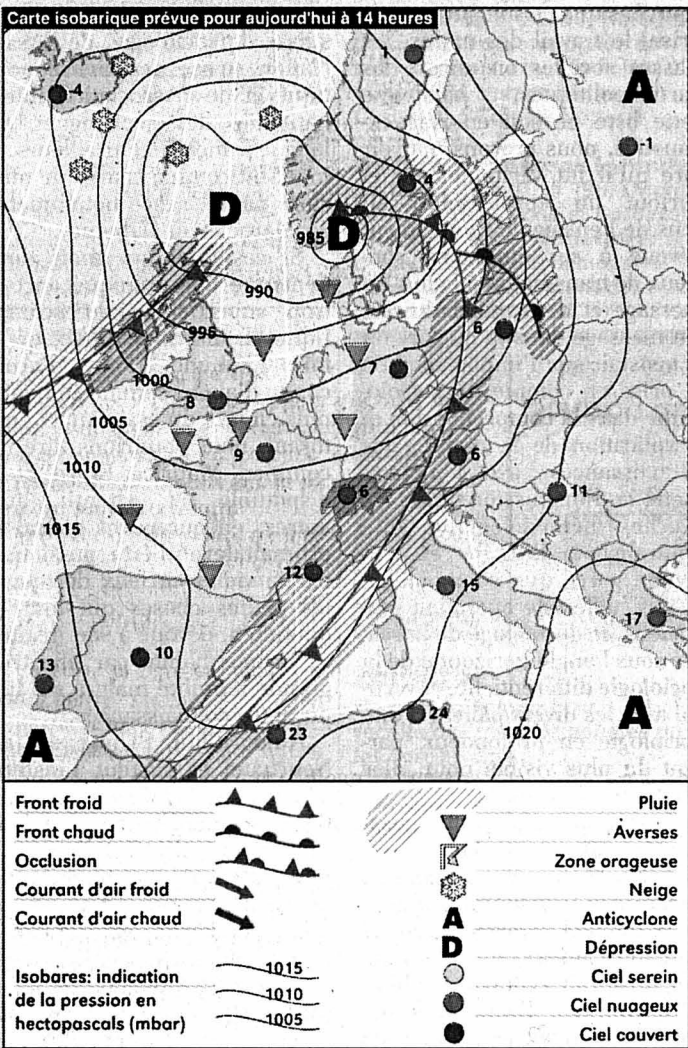 Carte isobarique prévue pour aujourd'hui à 14 heures
1
-4
A
-1
4
D
985
D
990
995
6
7
1000
8
1005
9
6
1010
6
11
1015
12
15
17
10
13
A
24
A
23
1020
Front froid
Front chaud
Occlusion
Courant d'air froid
Courant d'air chaud
Isobares: indication
de la pression en
hectopascals (mbar)
1015
1010
1005
Pluie
Averses
Zone orageuse
Neige
A Anticyclone
D Dépression
Ciel serein
Ciel nuageux
Ciel couvert